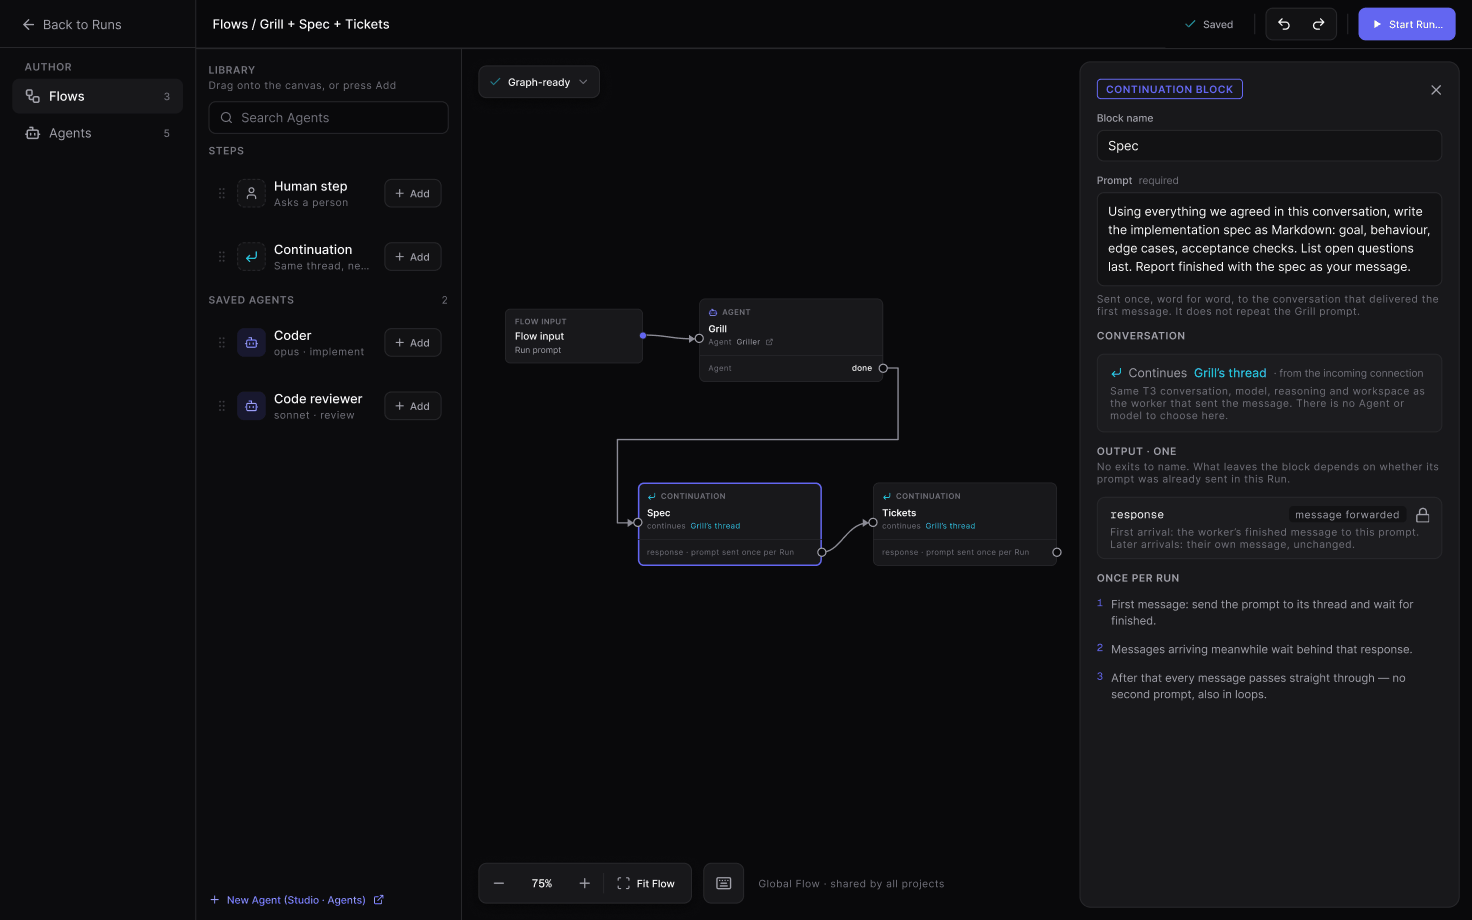 Back to Runs
Flows / Grill + Spec + Tickets
Saved
Start Run...
AUTHOR
Flows 3
Agents 5
LIBRARY
Drag onto the canvas, or press Add
Search Agents
STEPS
Human step
Asks a person
+ Add
Continuation
Same thread, ne...
+ Add
SAVED AGENTS 2
Coder
opus · implement
+ Add
Code reviewer
sonnet · review
+ Add
+ New Agent (Studio · Agents)
Graph-ready
FLOW INPUT
Flow input
Run prompt
AGENT
Grill
Agent Griller
Agent done
CONTINUATION
Spec
continues Grill's thread
response · prompt sent once per Run
CONTINUATION
Tickets
continues Grill's thread
response · prompt sent once per Run
− 75% + Fit Flow
Global Flow · shared by all projects
CONTINUATION BLOCK
Block name
Spec
Prompt required
Using everything we agreed in this conversation, write
the implementation spec as Markdown: goal, behaviour,
edge cases, acceptance checks. List open questions
last. Report finished with the spec as your message.
Sent once, word for word, to the conversation that delivered the
first message. It does not repeat the Grill prompt.
CONVERSATION
Continues Grill's thread · from the incoming connection
Same T3 conversation, model, reasoning and workspace as
the worker that sent the message. There is no Agent or
model to choose here.
OUTPUT · ONE
No exits to name. What leaves the block depends on whether its
prompt was already sent in this Run.
response message forwarded
First arrival: the worker's finished message to this prompt.
Later arrivals: their own message, unchanged.
ONCE PER RUN
1 First message: send the prompt to its thread and wait for
finished.
2 Messages arriving meanwhile wait behind that response.
3 After that every message passes straight through — no
second prompt, also in loops.